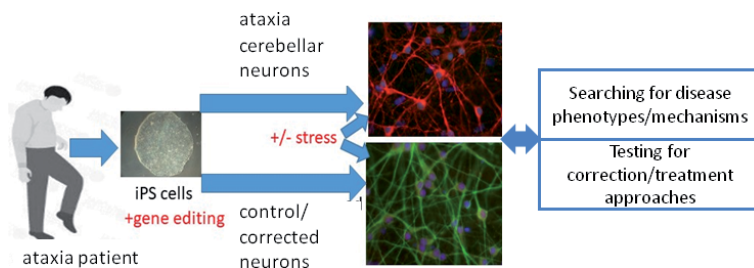 ataxia
cerebellar
neurons
+/- stress
iPS cells
+gene editing
control/
corrected
neurons
ataxia patient
Searching for disease
phenotypes/mechanisms
Testing for
correction/treatment
approaches